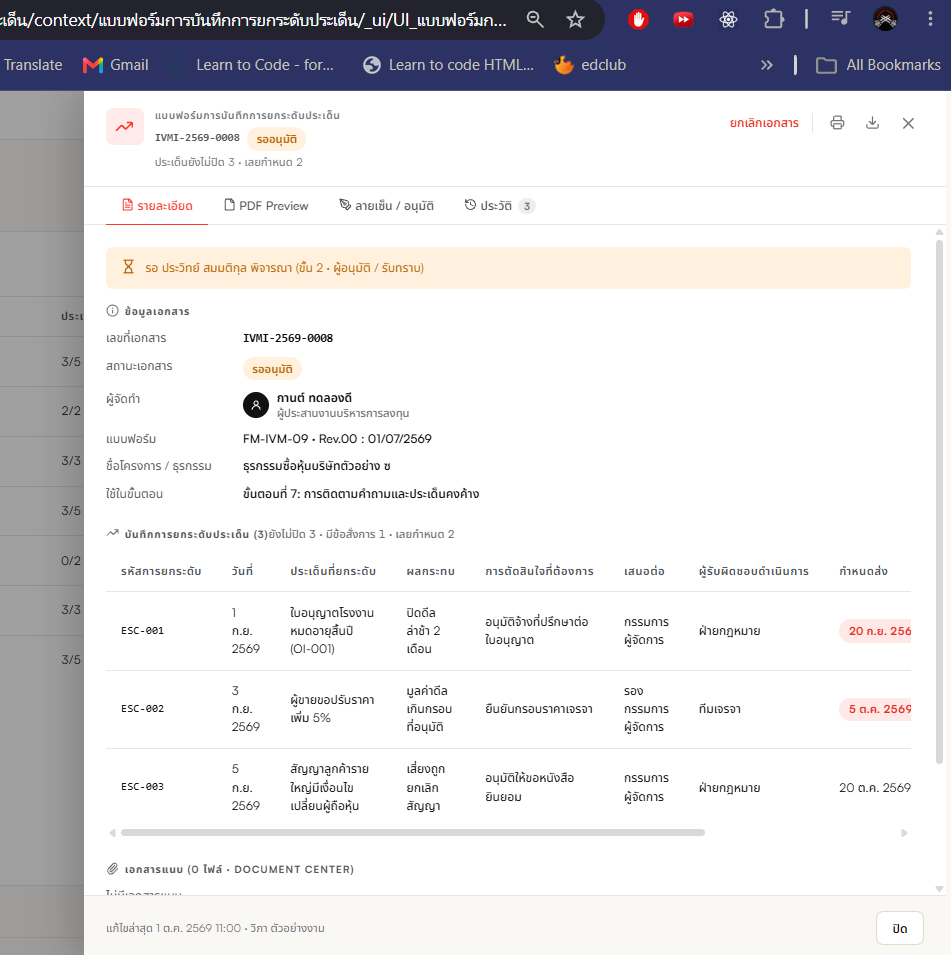 ะเด็น/context/แบบฟอร์มการบันทึกการยกระดับประเด็น/_ui/UI_แบบฟอร์มก...
Translate Gmail Learn to Code - for... Learn to code HTML... edclub » All Bookmarks
แบบฟอร์มการบันทึกการยกระดับประเด็น
IVMI-2569-0008 รออนุมัติ
ประเด็นยังไม่ปิด 3 • เลยกำหนด 2
ยกเลิกเอกสาร
รายละเอียด PDF Preview ลายเซ็น / อนุมัติ ประวัติ 3
รอ ประวิทย์ สมมติกุล พิจารณา (ขั้น 2 • ผู้อนุมัติ / รับทราบ)
ข้อมูลเอกสาร
เลขที่เอกสาร IVMI-2569-0008
สถานะเอกสาร รออนุมัติ
ผู้จัดทำ กานต์ ทดลองดี
ผู้ประสานงานบริหารการลงทุน
แบบฟอร์ม FM-IVM-09 • Rev.00 : 01/07/2569
ชื่อโครงการ / ธุรกรรม ธุรกรรมซื้อหุ้นบริษัทตัวอย่าง ซ
ใช้ในขั้นตอน ขั้นตอนที่ 7: การติดตามคำถามและประเด็นคงค้าง
บันทึกการยกระดับประเด็น (3)ยังไม่ปิด 3 • มีข้อสั่งการ 1 • เลยกำหนด 2
รหัสการยกระดับ วันที่ ประเด็นที่ยกระดับ ผลกระทบ การตัดสินใจที่ต้องการ เสนอต่อ ผู้รับผิดชอบดำเนินการ กำหนดส่ง
ESC-001 1 ก.ย. 2569 ใบอนุญาตโรงงานหมดอายุสิ้นปี (OI-001) ปิดดีลล่าช้า 2 เดือน อนุมัติจ้างที่ปรึกษาต่อใบอนุญาต กรรมการผู้จัดการ ฝ่ายกฎหมาย 20 ก.ย. 256
ESC-002 3 ก.ย. 2569 ผู้ขายขอปรับราคาเพิ่ม 5% มูลค่าดีลเกินกรอบที่อนุมัติ ยืนยันกรอบราคาเจรจา รองกรรมการผู้จัดการ ทีมเจรจา 5 ต.ค. 2569
ESC-003 5 ก.ย. 2569 สัญญาลูกค้ารายใหญ่มีเงื่อนไขเปลี่ยนผู้ถือหุ้น เสี่ยงถูกยกเลิกสัญญา อนุมัติให้ขอหนังสือยินยอม กรรมการผู้จัดการ ฝ่ายกฎหมาย 20 ต.ค. 2569
เอกสารแนบ (0 ไฟล์ • DOCUMENT CENTER)
ไม่มีเอกสารแนบ
แก้ไขล่าสุด 1 ต.ค. 2569 11:00 • วิภา ตัวอย่างงาม
ปิด
ประเ
3/5
2/2
3/3
3/5
0/2
3/3
3/5